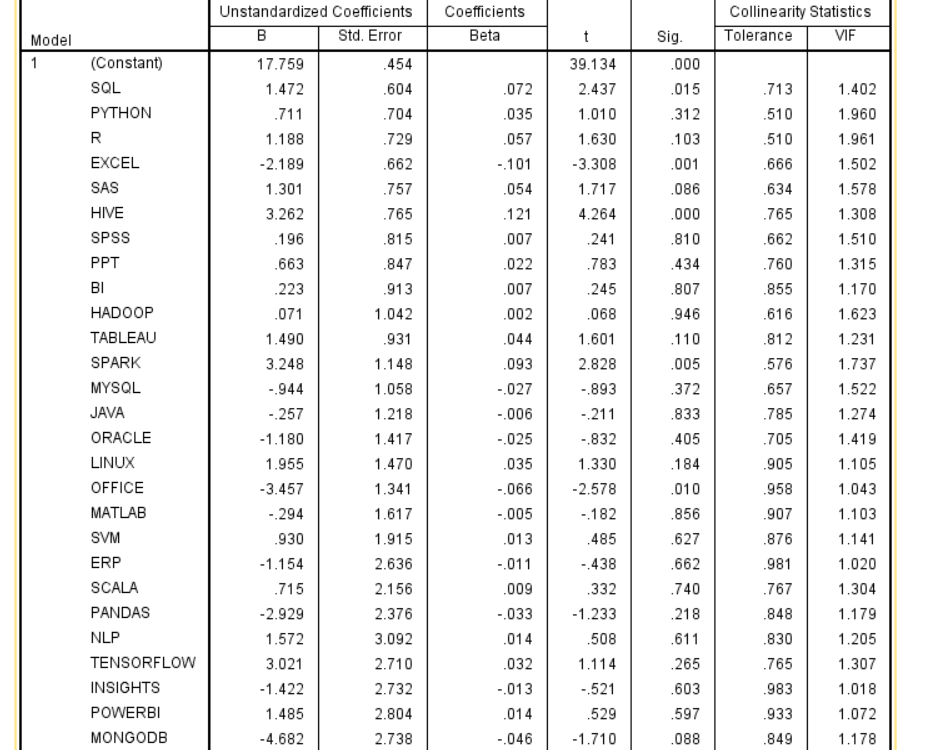 Unstandardized Coefficients Coefficients Collinearity Statistics
Model B Std. Error Beta t Sig. Tolerance VIF
1 (Constant) 17.759 .454 39.134 .000
SQL 1.472 .604 .072 2.437 .015 .713 1.402
PYTHON .711 .704 .035 1.010 .312 .510 1.960
R 1.188 .729 .057 1.630 .103 .510 1.961
EXCEL -2.189 .662 -.101 -3.308 .001 .666 1.502
SAS 1.301 .757 .054 1.717 .086 .634 1.578
HIVE 3.262 .765 .121 4.264 .000 .765 1.308
SPSS .196 .815 .007 .241 .810 .662 1.510
PPT .663 .847 .022 .783 .434 .760 1.315
BI .223 .913 .007 .245 .807 .855 1.170
HADOOP .071 1.042 .002 .068 .946 .616 1.623
TABLEAU 1.490 .931 .044 1.601 .110 .812 1.231
SPARK 3.248 1.148 .093 2.828 .005 .576 1.737
MYSQL -.944 1.058 -.027 -.893 .372 .657 1.522
JAVA -.257 1.218 -.006 -.211 .833 .785 1.274
ORACLE -1.180 1.417 -.025 -.832 .405 .705 1.419
LINUX 1.955 1.470 .035 1.330 .184 .905 1.105
OFFICE -3.457 1.341 -.066 -2.578 .010 .958 1.043
MATLAB -.294 1.617 -.005 -.182 .856 .907 1.103
SVM .930 1.915 .013 .485 .627 .876 1.141
ERP -1.154 2.636 -.011 -.438 .662 .981 1.020
SCALA .715 2.156 .009 .332 .740 .767 1.304
PANDAS -2.929 2.376 -.033 -1.233 .218 .848 1.179
NLP 1.572 3.092 .014 .508 .611 .830 1.205
TENSORFLOW 3.021 2.710 .032 1.114 .265 .765 1.307
INSIGHTS -1.422 2.732 -.013 -.521 .603 .983 1.018
POWERBI 1.485 2.804 .014 .529 .597 .933 1.072
MONGODB -4.682 2.738 -.046 -1.710 .088 .849 1.178